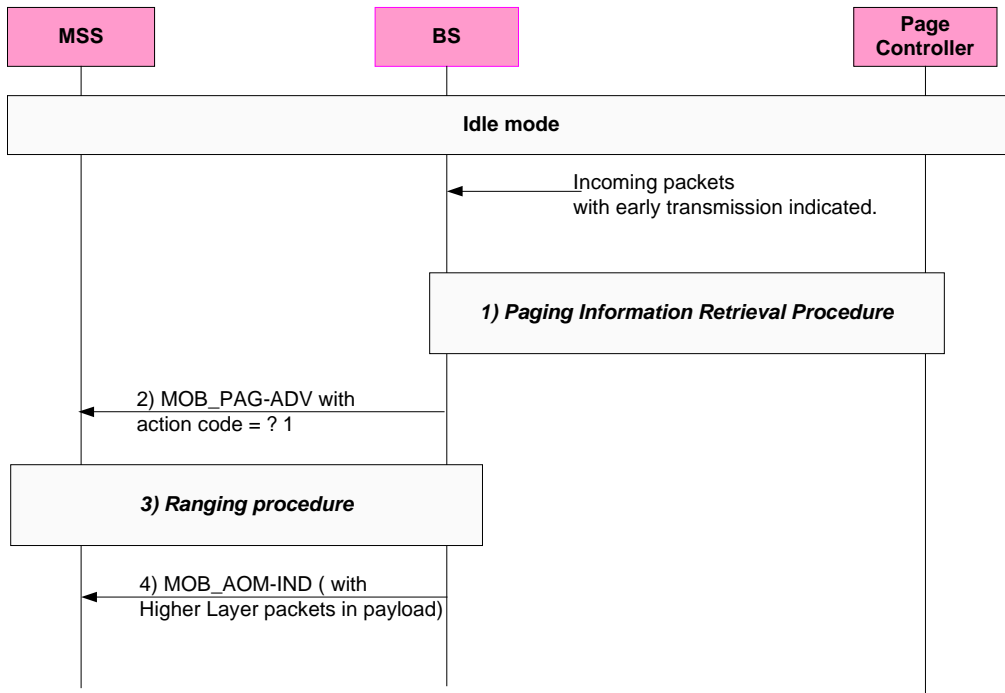 MSS
BS
Page
Controller
Idle mode
Incoming packets
with early transmission indicated.
1) Paging Information Retrieval Procedure
2) MOB_PAG-ADV with
action code = ? 1
3) Ranging procedure
4) MOB_AOM-IND ( with
Higher Layer packets in payload)